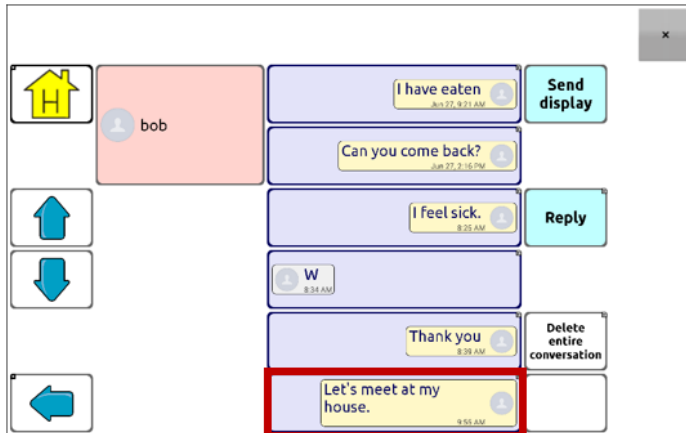 ×
H
bob
I have eaten
Jun 27, 9:21 AM
Send
display
Can you come back?
Jun 27, 2:16 PM
I feel sick.
8:25 AM
Reply
W
8:34 AM
Thank you
8:39 AM
Delete
entire
conversation
Let's meet at my
house.
9:55 AM